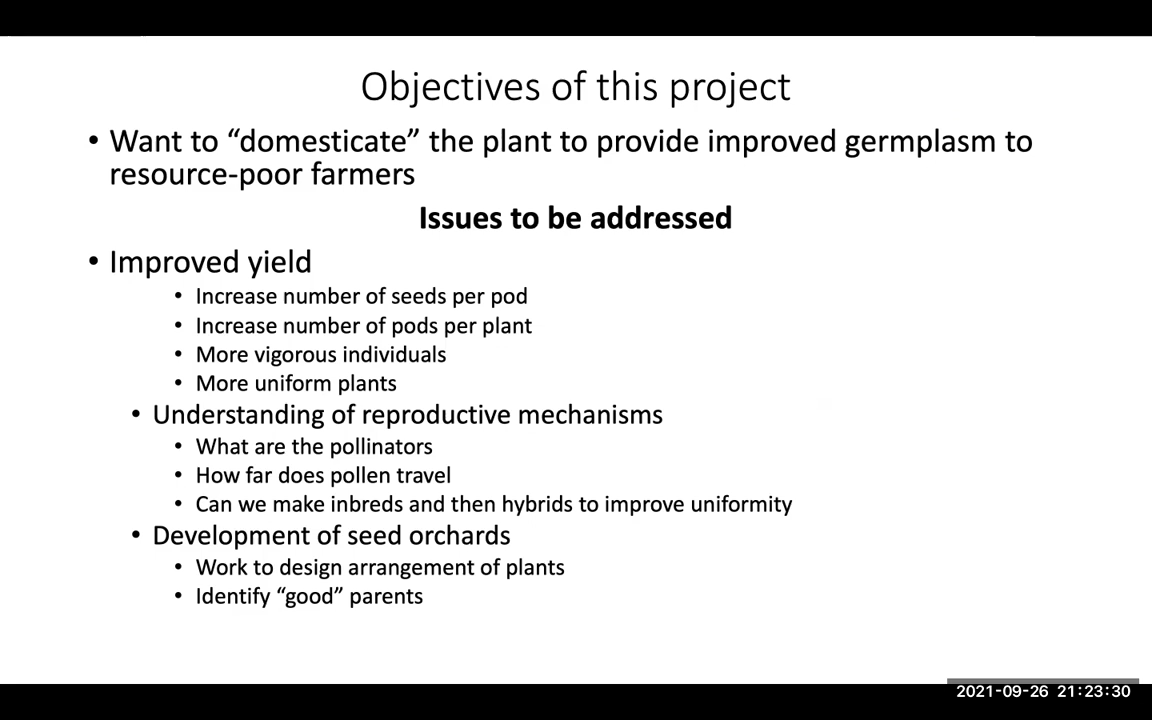 Objectives of this project
• Want to “domesticate” the plant to provide improved germplasm to
resource-poor farmers
Issues to be addressed
• Improved yield
• Increase number of seeds per pod
• Increase number of pods per plant
• More vigorous individuals
• More uniform plants
• Understanding of reproductive mechanisms
• What are the pollinators
• How far does pollen travel
• Can we make inbreds and then hybrids to improve uniformity
• Development of seed orchards
• Work to design arrangement of plants
• Identify “good” parents
2021-09-26 21:23:30